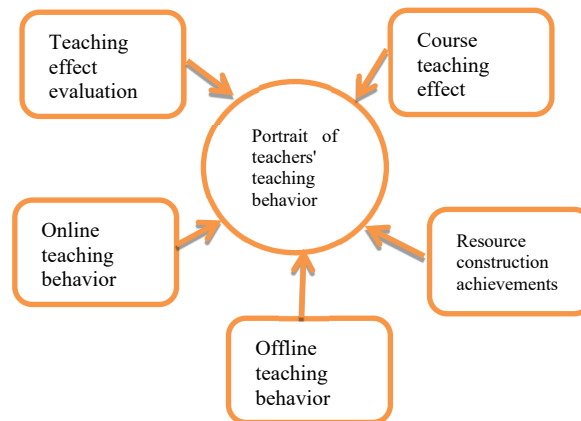 Teaching
effect
evaluation
Course
teaching
effect
Portrait of
teachers'
teaching
behavior
Online
teaching
behavior
Resource
construction
achievements
Offline
teaching
behavior